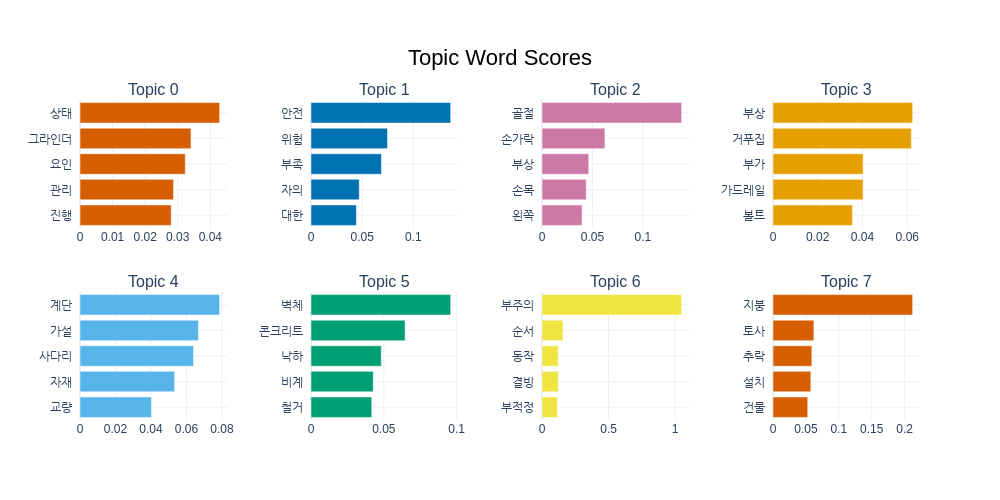 Topic Word Scores
Topic 0
상태
그라인더
요인
관리
진행
0 0.01 0.02 0.03 0.04
Topic 1
안전
위험
부족
자의
대한
0 0.05 0.1
Topic 2
골절
손가락
부상
손목
왼쪽
0 0.05 0.1
Topic 3
부상
거푸집
부가
가드레일
볼트
0 0.02 0.04 0.06
Topic 4
계단
가설
사다리
자재
교량
0 0.02 0.04 0.06 0.08
Topic 5
벽체
콘크리트
낙하
비계
철거
0 0.05 0.1
Topic 6
부주의
순서
동작
결빙
부적정
0 0.5 1
Topic 7
지붕
토사
추락
설치
건물
0 0.05 0.1 0.15 0.2